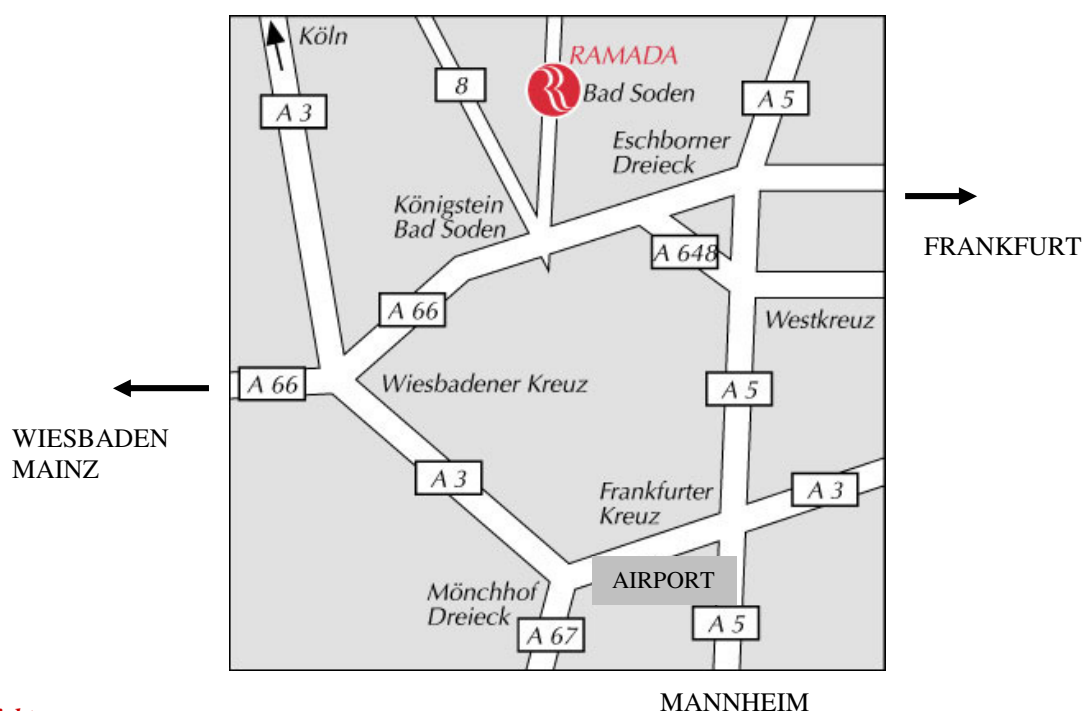 Köln
RAMADA
8
Bad Soden
A 5
A 3
Eschborner
Dreieck
Königstein
Bad Soden
FRANKFURT
A 648
A 66
Westkreuz
A 66
Wiesbadener Kreuz
A 5
WIESBADEN
MAINZ
A 3
Frankfurter
Kreuz
A 3
AIRPORT
Mönchhof
Dreieck
A 67
A 5
MANNHEIM